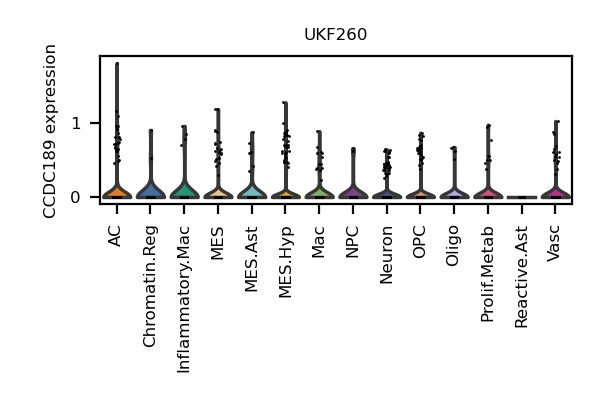 UKF260
CCDC189 expression
1
0
AC
Chromatin.Reg
Inflammatory.Mac
MES
MES.Ast
MES.Hyp
Mac
NPC
Neuron
OPC
Oligo
Prolif.Metab
Reactive.Ast
Vasc